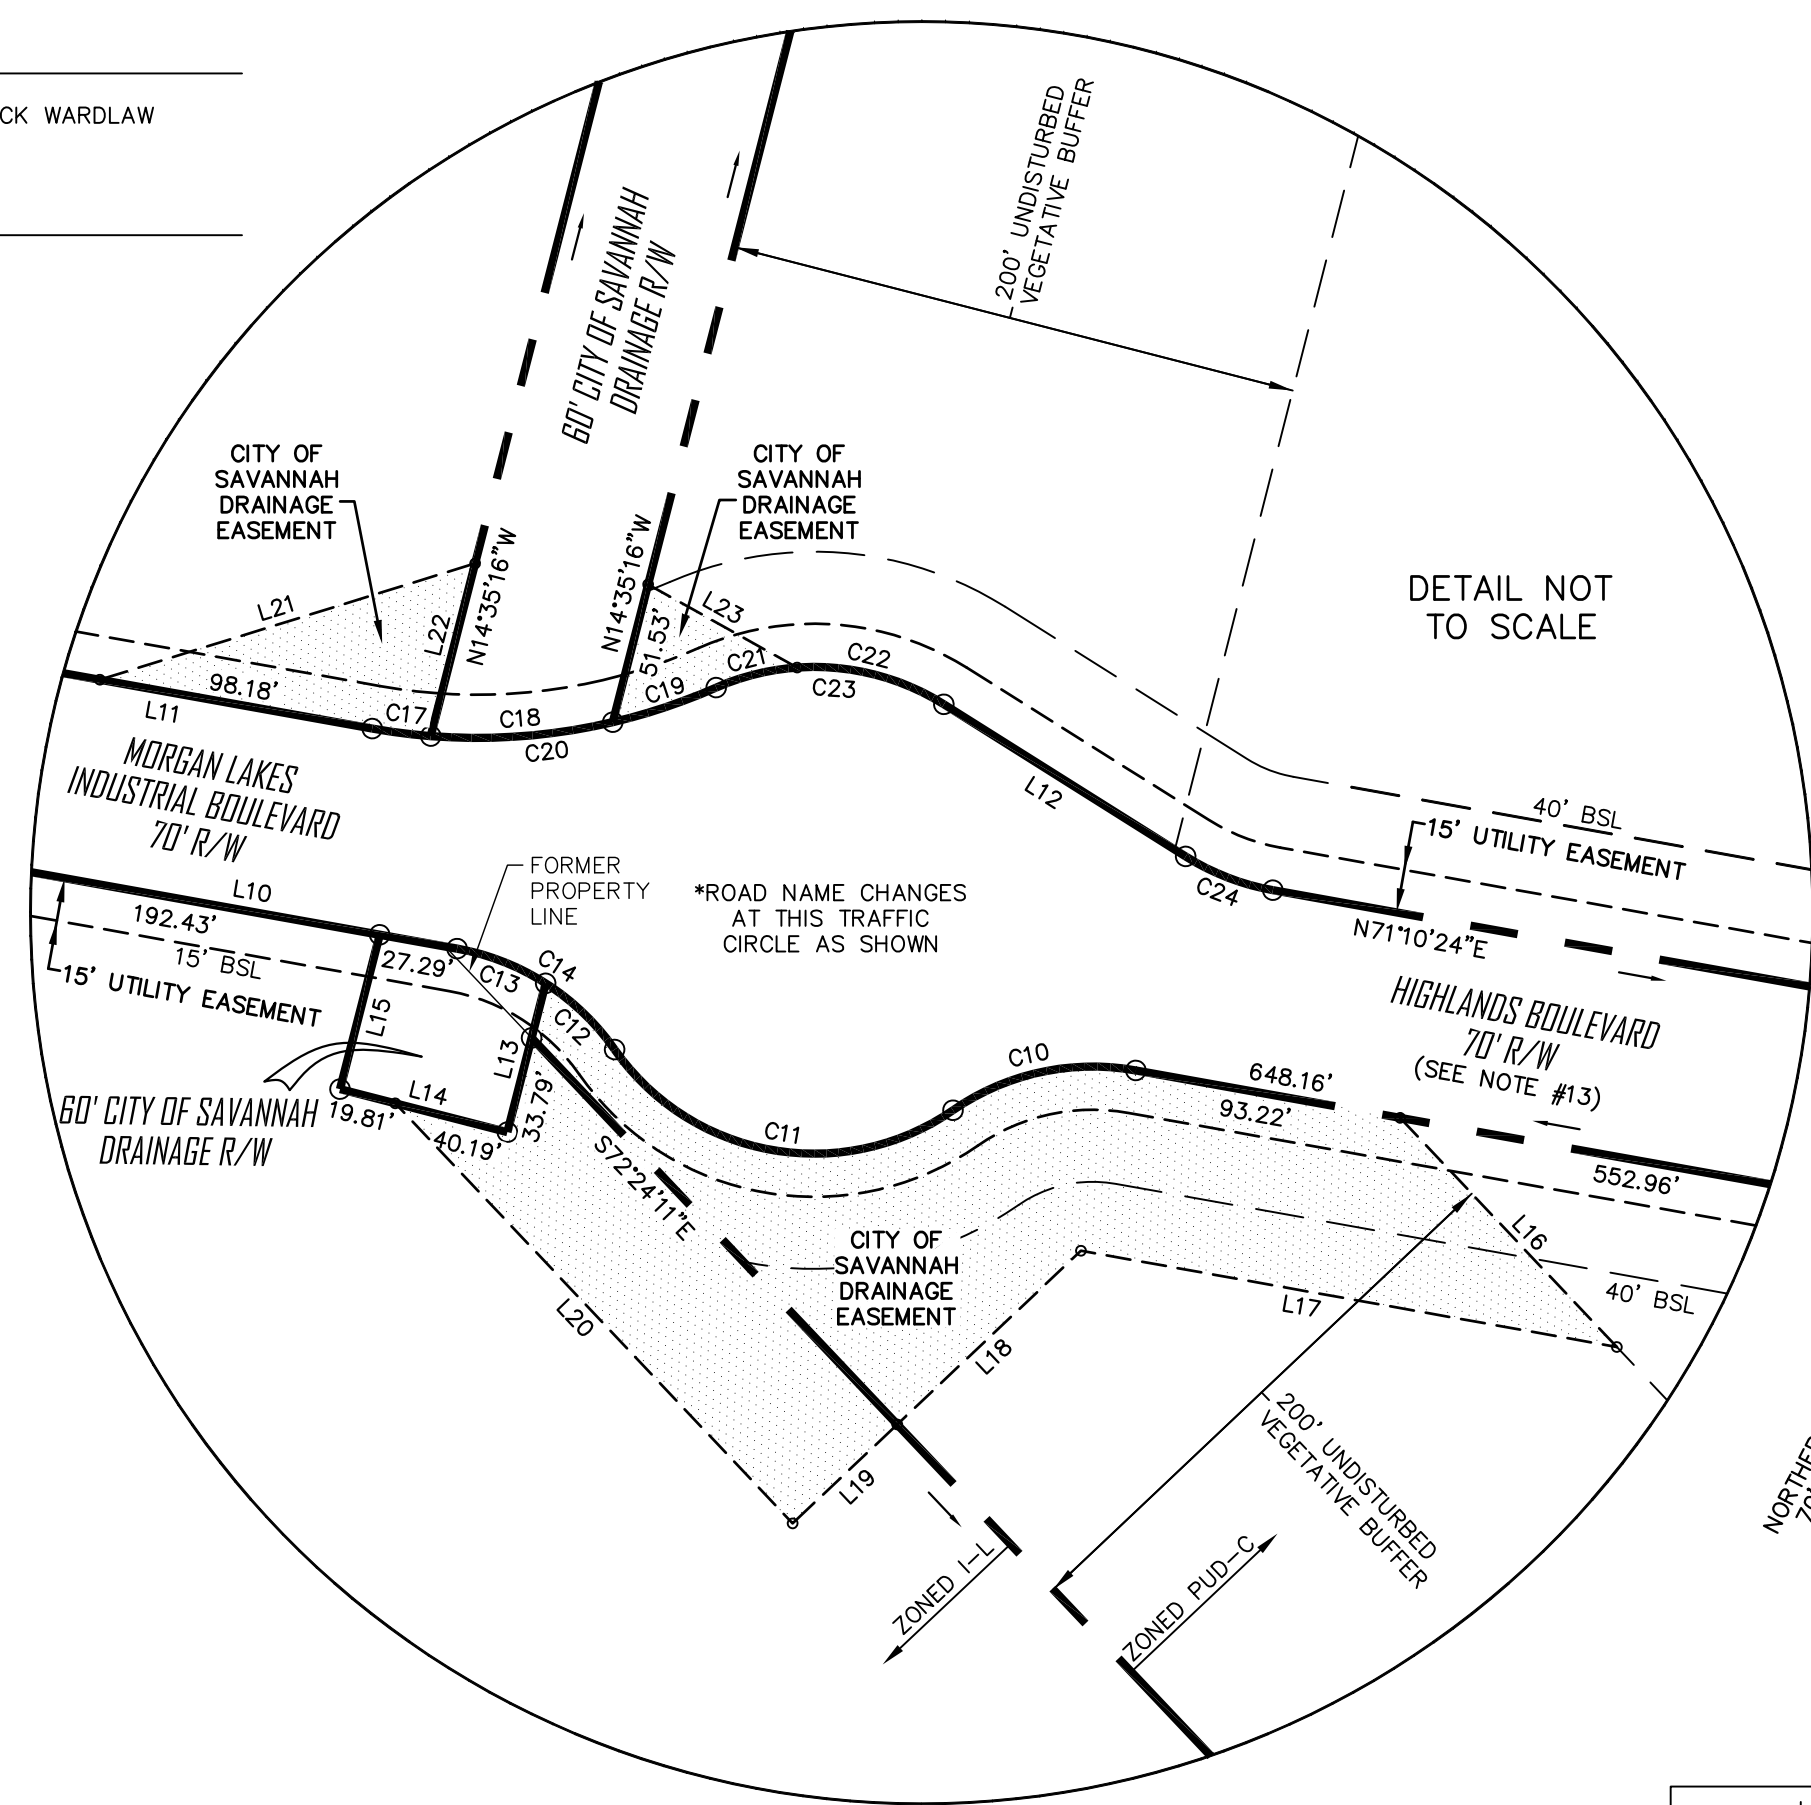 CK WARDLAW
200' UNDISTURBED
VEGETATIVE BUFFER
60' CITY OF SAVANNAH
DRAINAGE R/W
CITY OF
SAVANNAH
DRAINAGE
EASEMENT
CITY OF
SAVANNAH
DRAINAGE
EASEMENT
DETAIL NOT
TO SCALE
L21
L22
N14°35'16"W
N14°35'16"W
51.53'
L23
98.18'
L11
C17
C18
C20
C19
C21
C22
C23
L12
C24
40' BSL
15' UTILITY EASEMENT
N71°10'24"E
MORGAN LAKES
INDUSTRIAL BOULEVARD
70' R/W
FORMER
PROPERTY
LINE
*ROAD NAME CHANGES
AT THIS TRAFFIC
CIRCLE AS SHOWN
L10
192.43'
15' BSL
15' UTILITY EASEMENT
27.29'
C13
C14
C12
L15
L13
L14
19.81'
40.19'
33.79'
60' CITY OF SAVANNAH
DRAINAGE R/W
S72°24'11"E
C11
C10
648.16'
93.22'
HIGHLANDS BOULEVARD
70' R/W
(SEE NOTE #13)
552.96'
L16
40' BSL
L17
CITY OF
SAVANNAH
DRAINAGE
EASEMENT
L18
L20
L19
200' UNDISTURBED
VEGETATIVE BUFFER
ZONED I-L
ZONED PUD-C